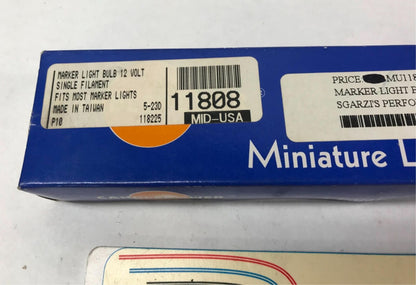 MARKER LIGHT BULB 12 VOLT
SINGLE FILAMENT
FITS MOST MARKER LIGHTS
MADE IN TAIWAN 5-23D
P10 118225
11808
MID-USA
PRICE MU11
MARKER LIGHT B
SGARZI'S PERFO
Miniature L